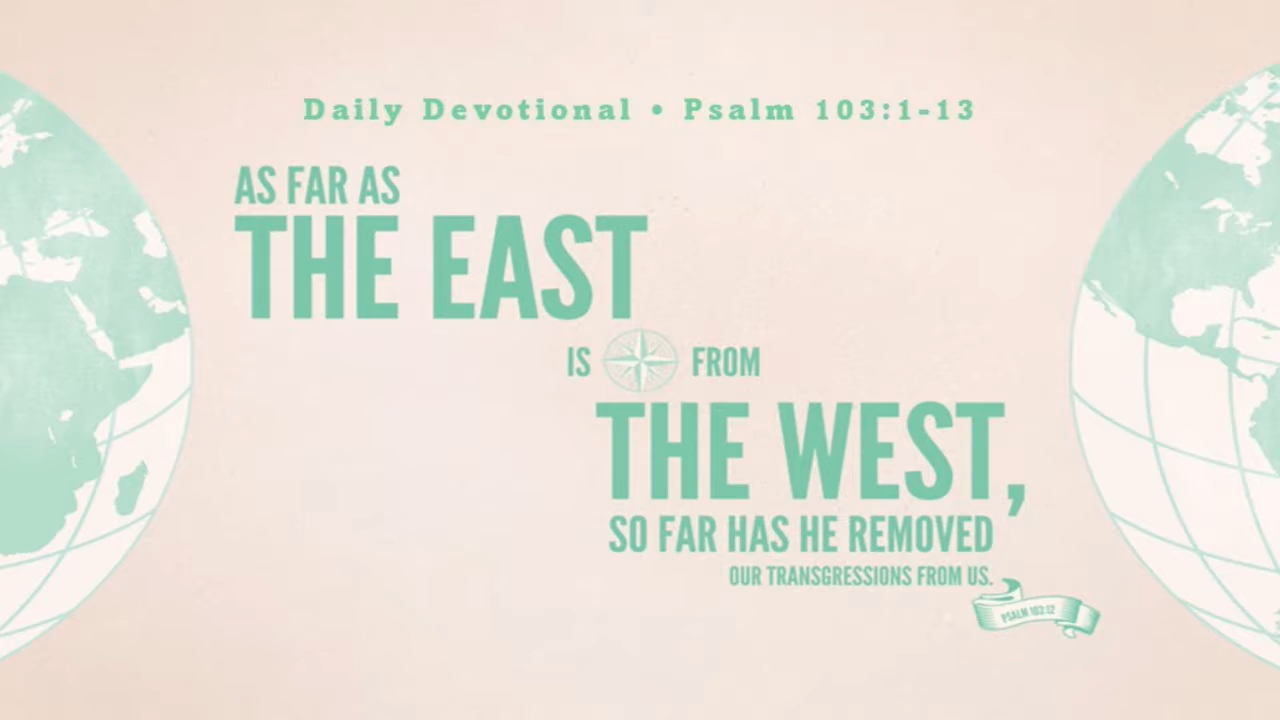 Daily Devotional • Psalm 103:1-13
AS FAR AS
THE EAST
IS FROM
THE WEST,
SO FAR HAS HE REMOVED
OUR TRANSGRESSIONS FROM US.
PSALM 103:12